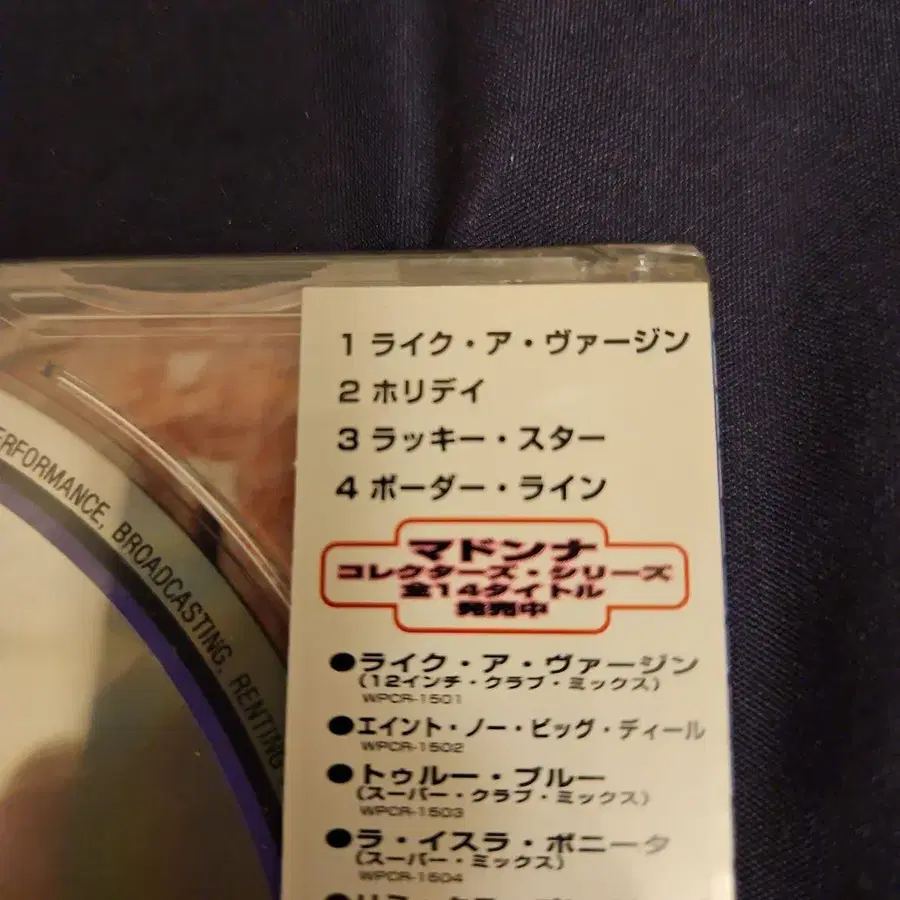 PERFORMANCE, BROADCASTING, RENTING
1 ライク・ア・ヴァージン
2 ホリデイ
3 ラッキー・スター
4 ボーダー・ライン
マドンナ
コレクターズ・シリーズ
全14タイトル
発売中
●ライク・ア・ヴァージン
(12インチ・クラブ・ミックス)
WPCR-1501
●エイント・ノー・ビッグ・ディール
WPCR-1502
●トゥルー・ブルー
(スーパー・クラブ・ミックス)
WPCR-1503
●ラ・イスラ・ボニータ
(スーパー・ミックス)
WPCR-1504